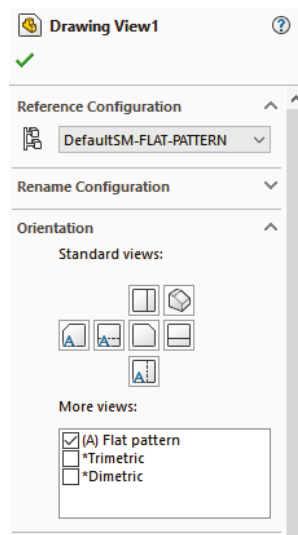 Drawing View1
?
Reference Configuration
DefaultSM-FLAT-PATTERN
Rename Configuration
Orientation
Standard views:
A
A
A
More views:
(A) Flat pattern
*Trimetric
*Dimetric